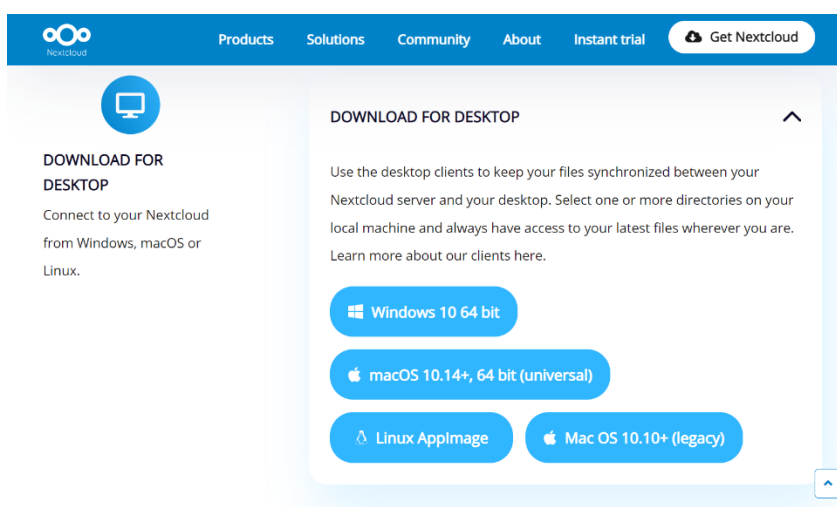 Nextcloud
Products
Solutions
Community
About
Instant trial
Get Nextcloud
DOWNLOAD FOR
DESKTOP
Connect to your Nextcloud
from Windows, macOS or
Linux.
DOWNLOAD FOR DESKTOP
Use the desktop clients to keep your files synchronized between your
Nextcloud server and your desktop. Select one or more directories on your
local machine and always have access to your latest files wherever you are.
Learn more about our clients here.
Windows 10 64 bit
macOS 10.14+, 64 bit (universal)
Linux AppImage
Mac OS 10.10+ (legacy)